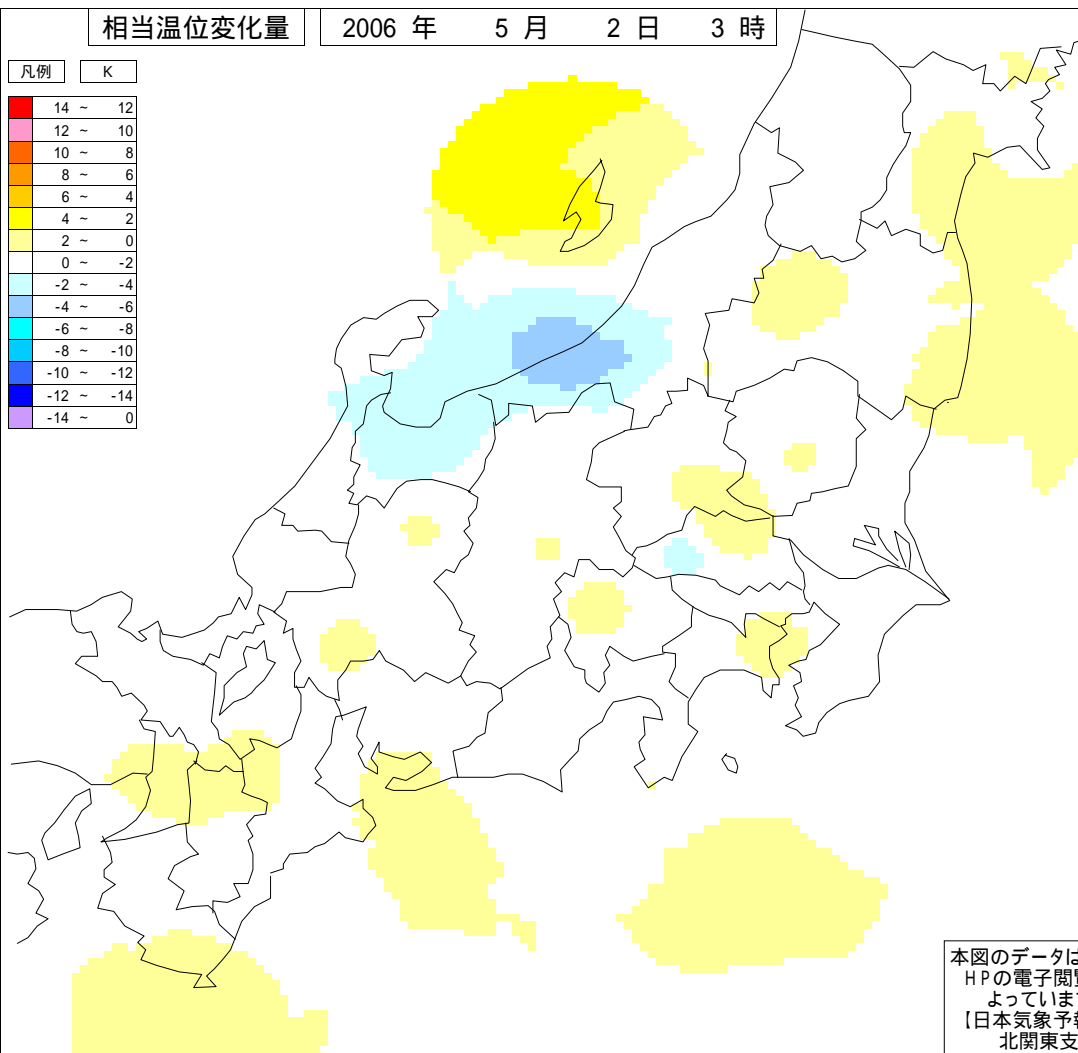 相当温位変化量
2006 年 5 月 2 日 3 時
凡例 K
14 ~ 12
12 ~ 10
10 ~ 8
8 ~ 6
6 ~ 4
4 ~ 2
2 ~ 0
0 ~ -2
-2 ~ -4
-4 ~ -6
-6 ~ -8
-8 ~ -10
-10 ~ -12
-12 ~ -14
-14 ~ 0
本図のデータは
HPの電子閲覧
よっています
【日本気象予報
北関東支